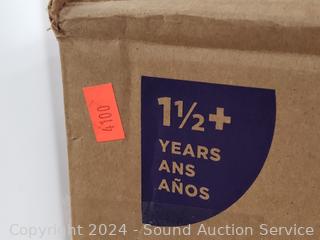 4100
1½+
YEARS
ANS
AÑOS
Copyright © 2024 - Sound Auction Service